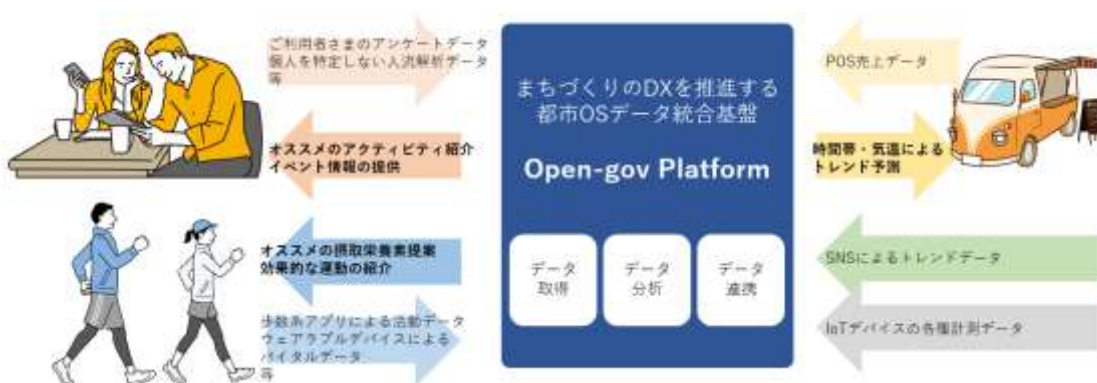 ご利用者さまのアンケートデータ
個人を特定しない人流解析データ
等
オススメのアクティビティ紹介
イベント情報の提供
オススメの摂取栄養素提案
効果的な運動の紹介
歩数系アプリによる活動データ
ウェアラブルデバイスによる
バイタルデータ
等
まちづくりのDXを推進する
都市OSデータ統合基盤
Open-gov Platform
データ
取得
データ
分析
データ
連携
POS売上データ
時間帯・気温による
トレンド予測
SNSによるトレンドデータ
IoTデバイスの各種計測データ